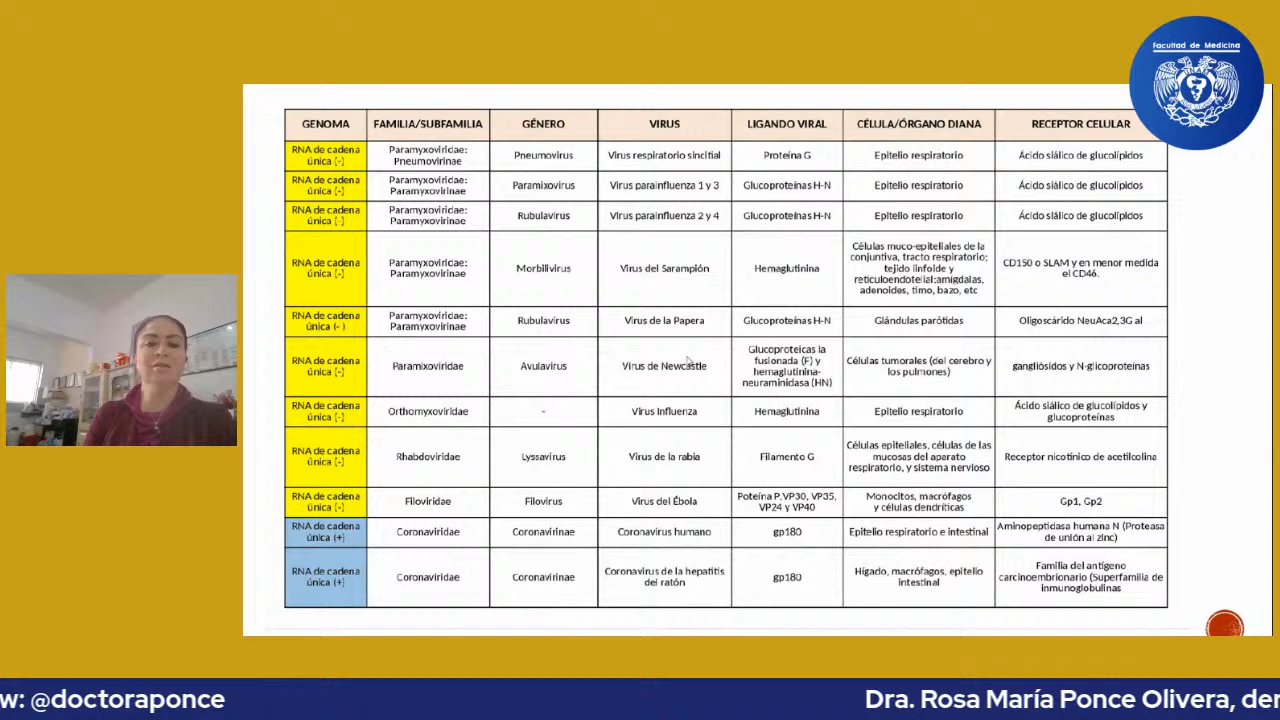 Facultad de Medicina
GENOMA FAMILIA/SUBFAMILIA GÉNERO VIRUS LIGANDO VIRAL CÉLULA/ÓRGANO DIANA RECEPTOR CELULAR
RNA de cadena
única (-)
Paramyxoviridae:
Pneumovirinae
Pneumovirus
Virus respiratorio sincitial
Proteína G
Epitelio respiratorio
Ácido siálico de glucolípidos
RNA de cadena
única (-)
Paramyxoviridae:
Paramyxovirinae
Paramixovirus
Virus parainfluenza 1 y 3
Glucoproteínas H-N
Epitelio respiratorio
Ácido siálico de glucolípidos
RNA de cadena
única (-)
Paramyxoviridae:
Paramyxovirinae
Rubulavirus
Virus parainfluenza 2 y 4
Glucoproteínas H-N
Epitelio respiratorio
Ácido siálico de glucolípidos
RNA de cadena
única (-)
Paramyxoviridae:
Paramyxovirinae
Morbilivirus
Virus del Sarampión
Hemaglutinina
Células muco-epiteliales de la
conjuntiva, tracto respiratorio;
tejido linfoide y
reticuloendotelial:amígdalas,
adenoides, timo, bazo, etc
CD150 o SLAM y en menor medida
el CD46.
RNA de cadena
única (- )
Paramyxoviridae:
Paramyxovirinae
Rubulavirus
Virus de la Papera
Glucoproteínas H-N
Glándulas parótidas
Oligoscárido NeuAca2,3G al
RNA de cadena
única (-)
Paramixoviridae
Avulavirus
Virus de Newcastle
Glucoproteicas la
fusionada (F) y
hemaglutinina-
neuraminidasa (HN)
Células tumorales (del cerebro y
los pulmones)
gangliósidos y N-glicoproteínas
RNA de cadena
única (-)
Orthomyxoviridae
-
Virus Influenza
Hemaglutinina
Epitelio respiratorio
Ácido siálico de glucolípidos y
glucoproteínas
RNA de cadena
única (-)
Rhabdoviridae
Lyssavirus
Virus de la rabia
Filamento G
Células epiteliales, células de las
mucosas del aparato
respiratorio, y sistema nervioso
Receptor nicotínico de acetilcolina
RNA de cadena
única (-)
Filoviridae
Filovirus
Virus del Ébola
Poteína P,VP30, VP35,
VP24 y VP40
Monocitos, macrófagos
y células dendríticas
Gp1, Gp2
RNA de cadena
única (+)
Coronaviridae
Coronavirinae
Coronavirus humano
gp180
Epitelio respiratorio e intestinal
Aminopeptidasa humana N (Proteasa
de unión al zinc)
RNA de cadena
única (+)
Coronaviridae
Coronavirinae
Coronavirus de la hepatitis
del ratón
gp180
Hígado, macrófagos, epitelio
intestinal
Familia del antígeno
carcinoembrionario (Superfamilia de
inmunoglobulinas
w: @doctoraponce Dra. Rosa María Ponce Olivera, der